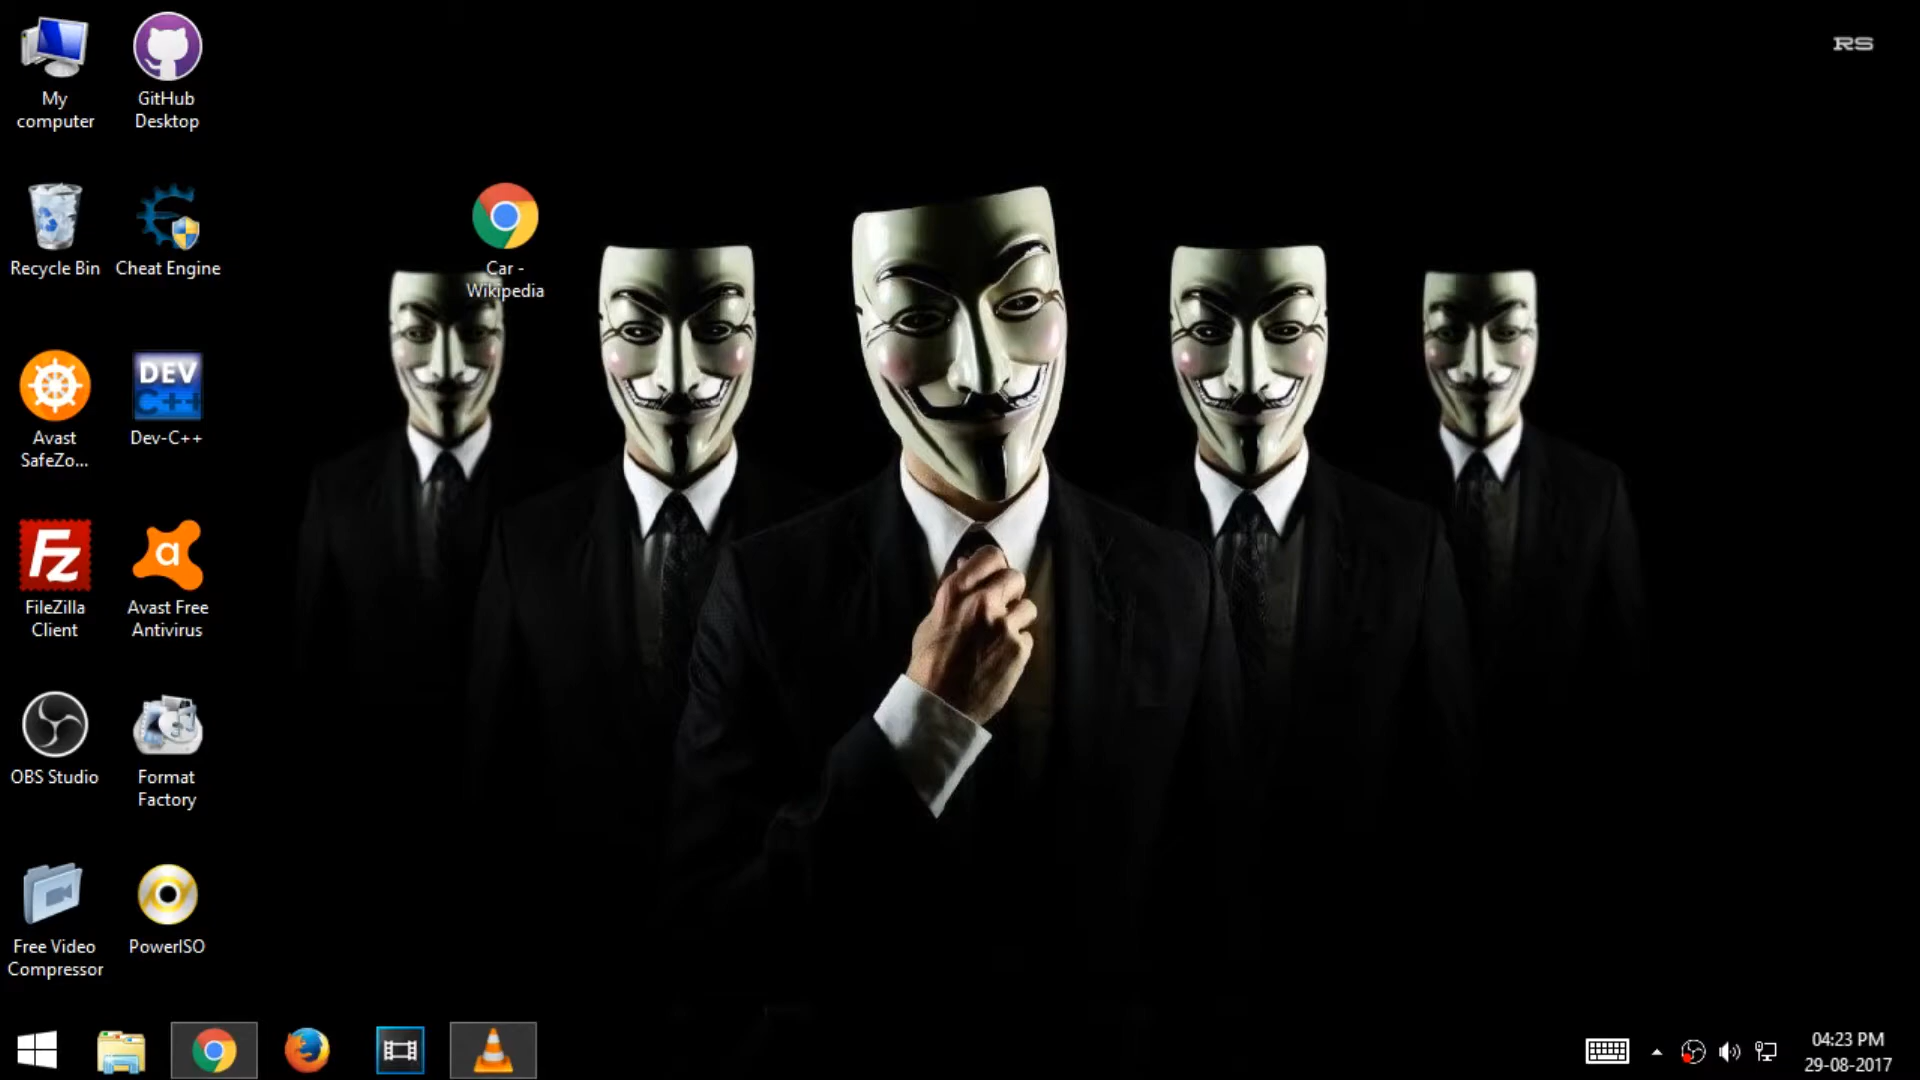 My
computer
GitHub
Desktop
RS
Recycle Bin
Cheat Engine
Car -
Wikipedia
Avast
SafeZo...
DEV
C++
Dev-C++
Fz
FileZilla
Client
a
Avast Free
Antivirus
OBS Studio
Format
Factory
Free Video
Compressor
PowerISO
04:23 PM
29-08-2017